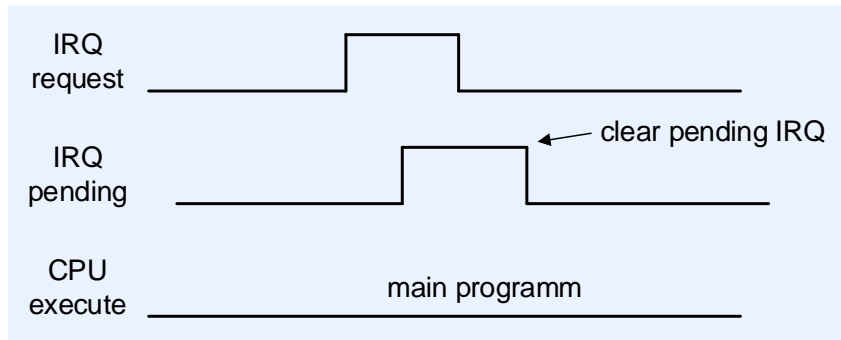 IRQ
request
clear pending IRQ
IRQ
pending
CPU
execute
main programm